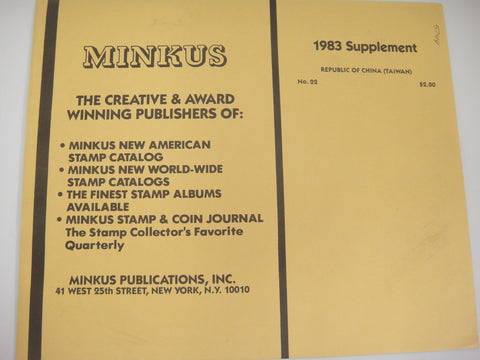 MINKUS
THE CREATIVE & AWARD
WINNING PUBLISHERS OF:
• MINKUS NEW AMERICAN
STAMP CATALOG
• MINKUS NEW WORLD-WIDE
STAMP CATALOGS
• THE FINEST STAMP ALBUMS
AVAILABLE
• MINKUS STAMP & COIN JOURNAL
The Stamp Collector's Favorite
Quarterly
MINKUS PUBLICATIONS, INC.
41 WEST 25th STREET, NEW YORK, N.Y. 10010
1983 Supplement
REPUBLIC OF CHINA (TAIWAN)
No. 22 $2.00